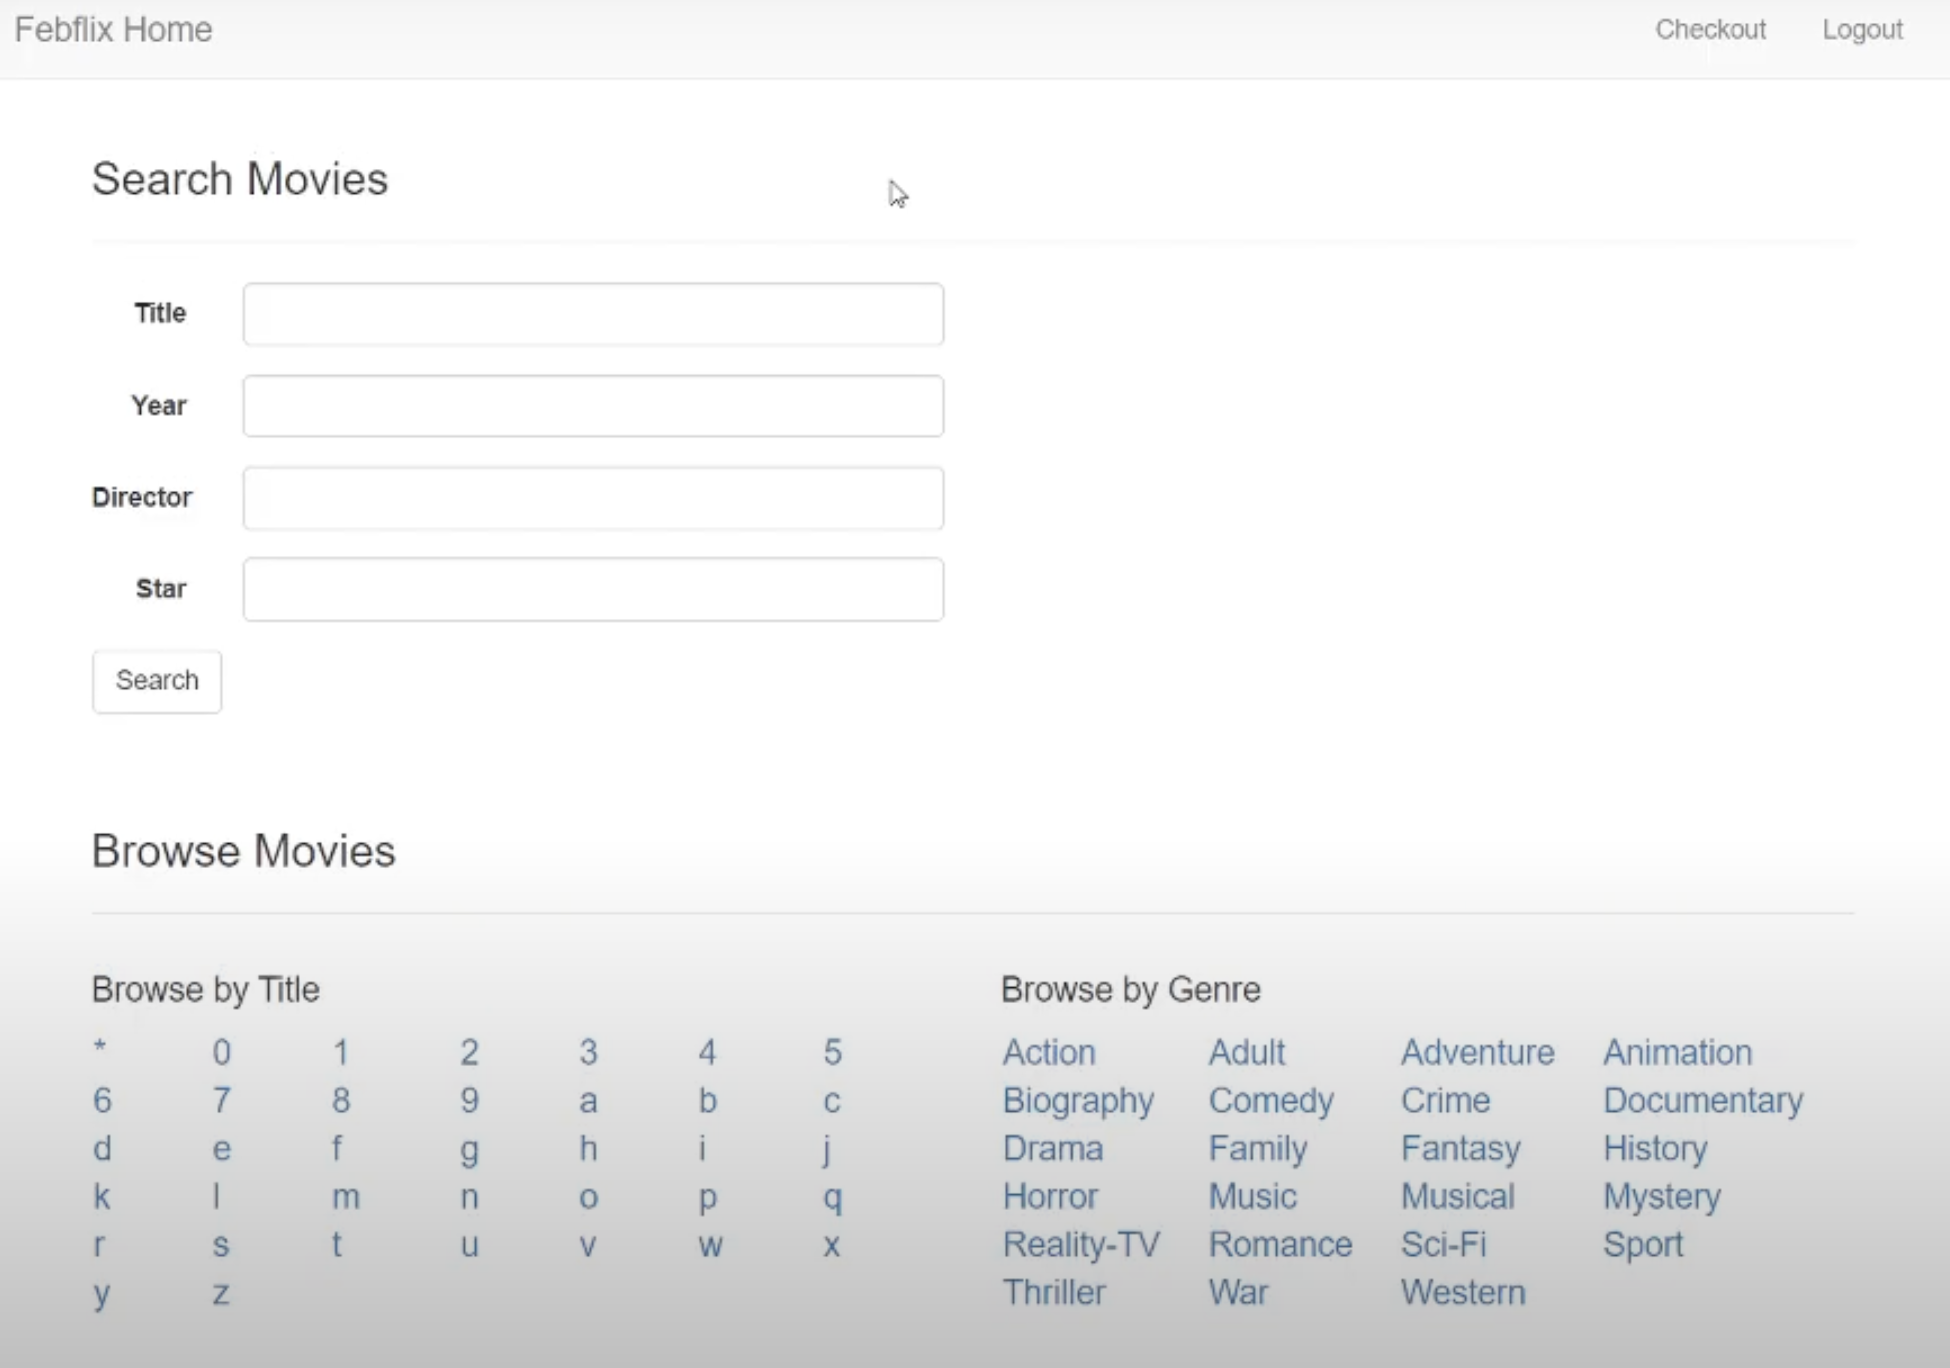 Febflix Home Checkout Logout
Search Movies
Title
Year
Director
Star
Search
Browse Movies
Browse by Title
* 0 1 2 3 4 5
6 7 8 9 a b c
d e f g h i j
k l m n o p q
r s t u v w x
y z
Browse by Genre
Action Adult Adventure Animation
Biography Comedy Crime Documentary
Drama Family Fantasy History
Horror Music Musical Mystery
Reality-TV Romance Sci-Fi Sport
Thriller War Western